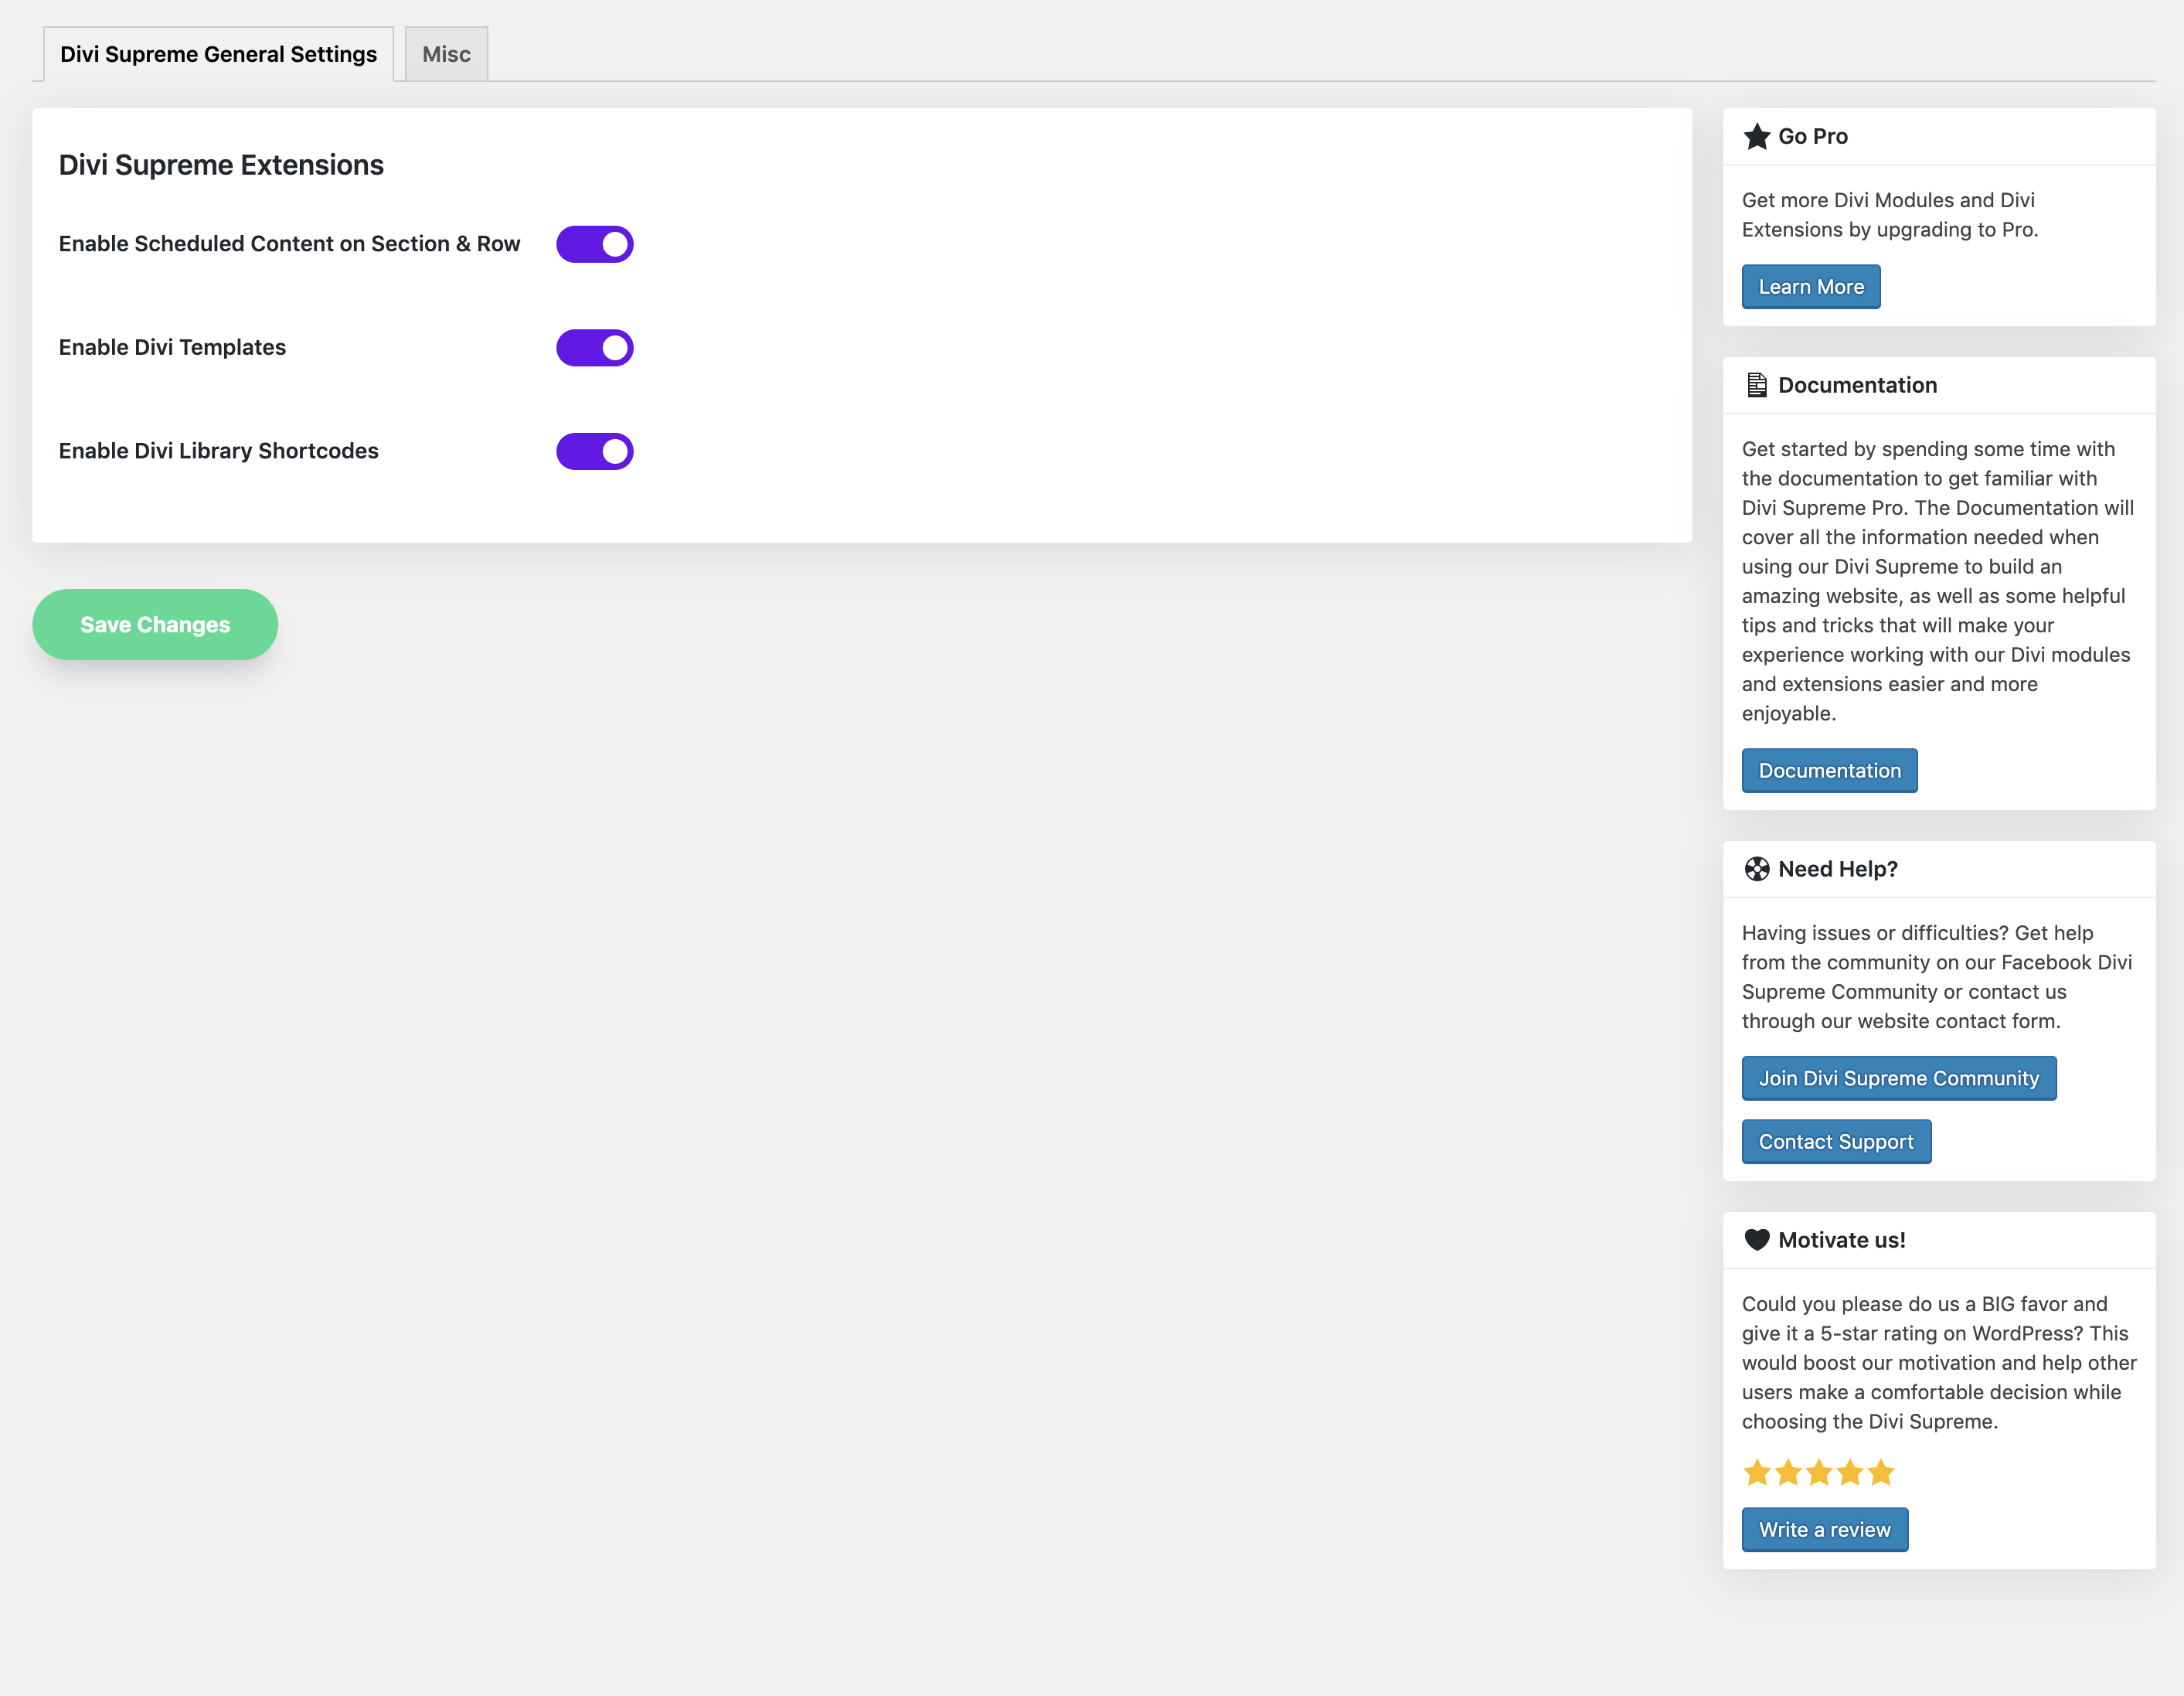 Divi Supreme General Settings
Misc
Divi Supreme Extensions
Enable Scheduled Content on Section & Row
Enable Divi Templates
Enable Divi Library Shortcodes
Save Changes
Go Pro
Get more Divi Modules and Divi
Extensions by upgrading to Pro.
Learn More
Documentation
Get started by spending some time with
the documentation to get familiar with
Divi Supreme Pro. The Documentation will
cover all the information needed when
using our Divi Supreme to build an
amazing website, as well as some helpful
tips and tricks that will make your
experience working with our Divi modules
and extensions easier and more
enjoyable.
Documentation
Need Help?
Having issues or difficulties? Get help
from the community on our Facebook Divi
Supreme Community or contact us
through our website contact form.
Join Divi Supreme Community
Contact Support
Motivate us!
Could you please do us a BIG favor and
give it a 5-star rating on WordPress? This
would boost our motivation and help other
users make a comfortable decision while
choosing the Divi Supreme.
Write a review